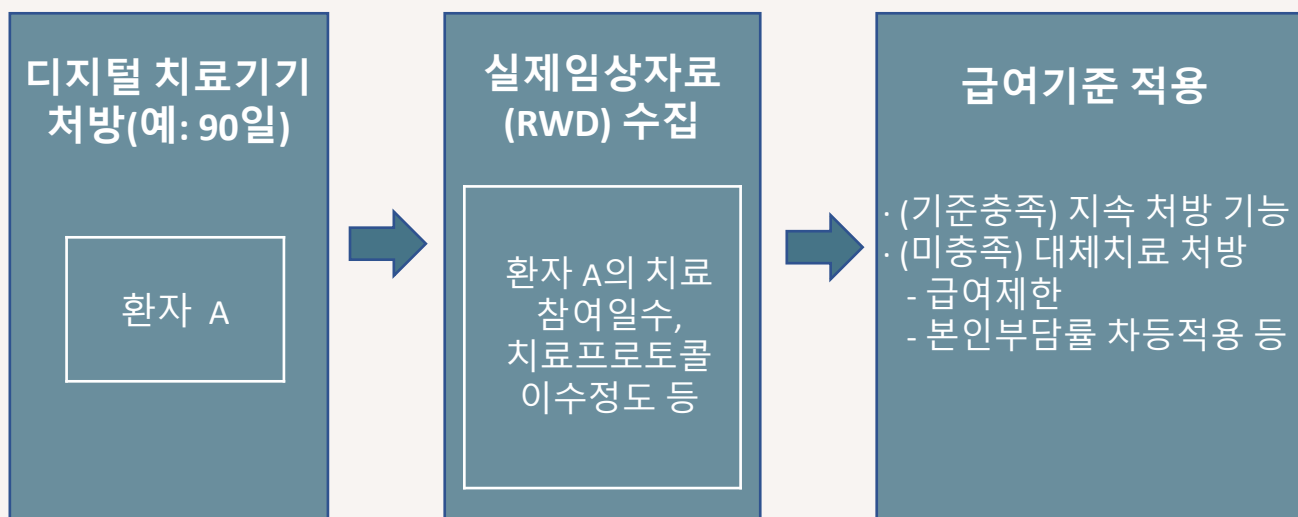 디지털 치료기기
처방(예: 90일)
환자 A
실제임상자료
(RWD) 수집
환자 A의 치료
참여일수,
치료프로토콜
이수정도 등
급여기준 적용
· (기준충족) 지속 처방 기능
· (미충족) 대체치료 처방
- 급여제한
- 본인부담률 차등적용 등